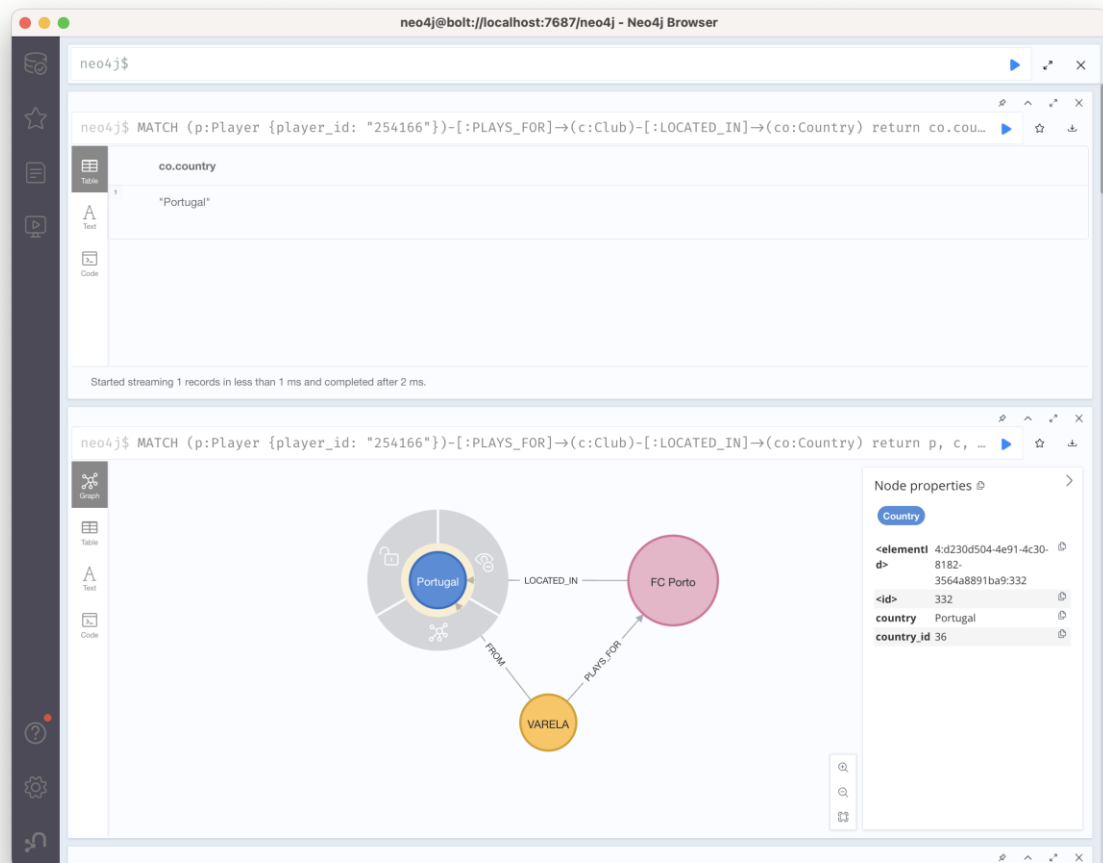 neo4j@bolt://localhost:7687/neo4j - Neo4j Browser
neo4j$
neo4j$ MATCH (p:Player {player_id: "254166"})-[:PLAYS_FOR]→(c:Club)-[:LOCATED_IN]→(co:Country) return co.cou…
Table
co.country
1
"Portugal"
A
Text
Code
Started streaming 1 records in less than 1 ms and completed after 2 ms.
neo4j$ MATCH (p:Player {player_id: "254166"})-[:PLAYS_FOR]→(c:Club)-[:LOCATED_IN]→(co:Country) return p, c, …
Graph
Table
A
Text
Code
Portugal
LOCATED_IN
FC Porto
FROM
PLAYS_FOR
VARELA
Node properties
Country
<elementI
d>
4:d230d504-4e91-4c30-
8182-
3564a8891ba9:332
<id> 332
country Portugal
country_id 36